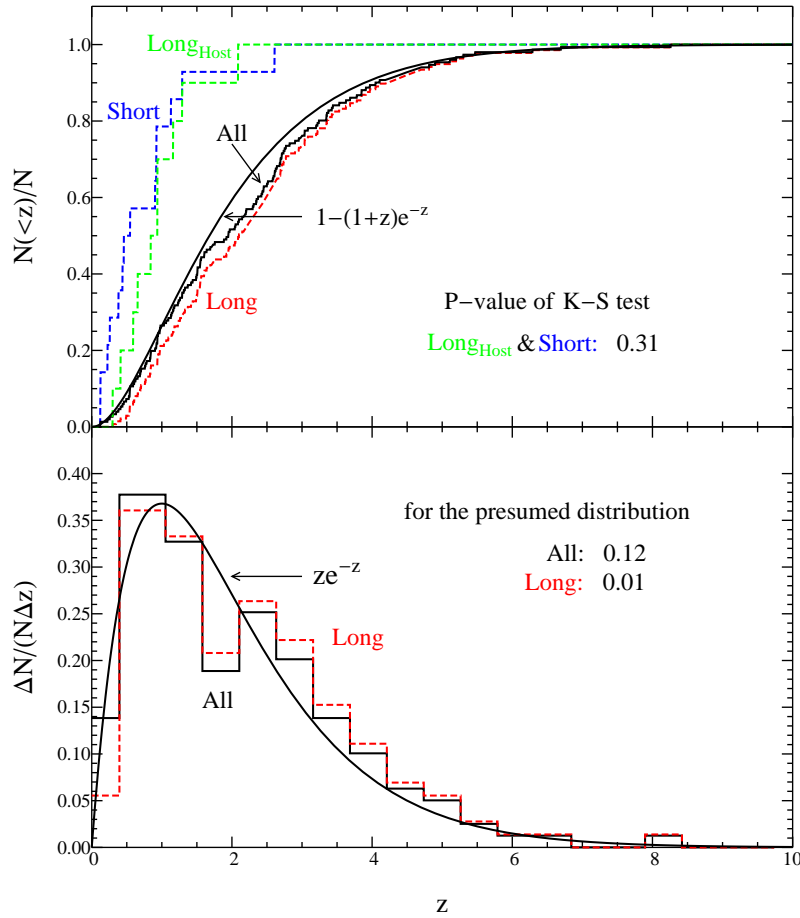 1.0
0.8
0.6
0.4
0.2
0.0
N(<z)/N
Long_Host
Short
All
1−(1+z)e^−z
Long
P−value of K−S test
Long_Host & Short: 0.31
0.40
0.35
0.30
0.25
0.20
0.15
0.10
0.05
0.00
ΔN/(NΔz)
for the presumed distribution
All: 0.12
Long: 0.01
ze^−z
Long
All
0 2 4 6 8 10
z